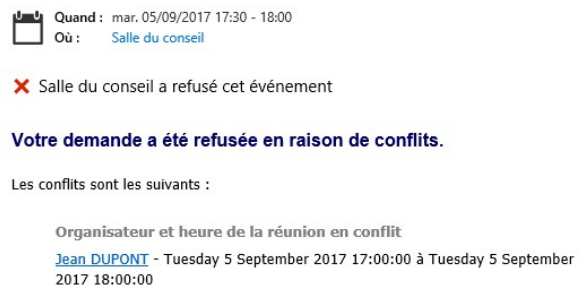 Quand : mar. 05/09/2017 17:30 - 18:00
Où : Salle du conseil
Salle du conseil a refusé cet événement
Votre demande a été refusée en raison de conflits.
Les conflits sont les suivants :
Organisateur et heure de la réunion en conflit
Jean DUPONT - Tuesday 5 September 2017 17:00:00 à Tuesday 5 September
2017 18:00:00